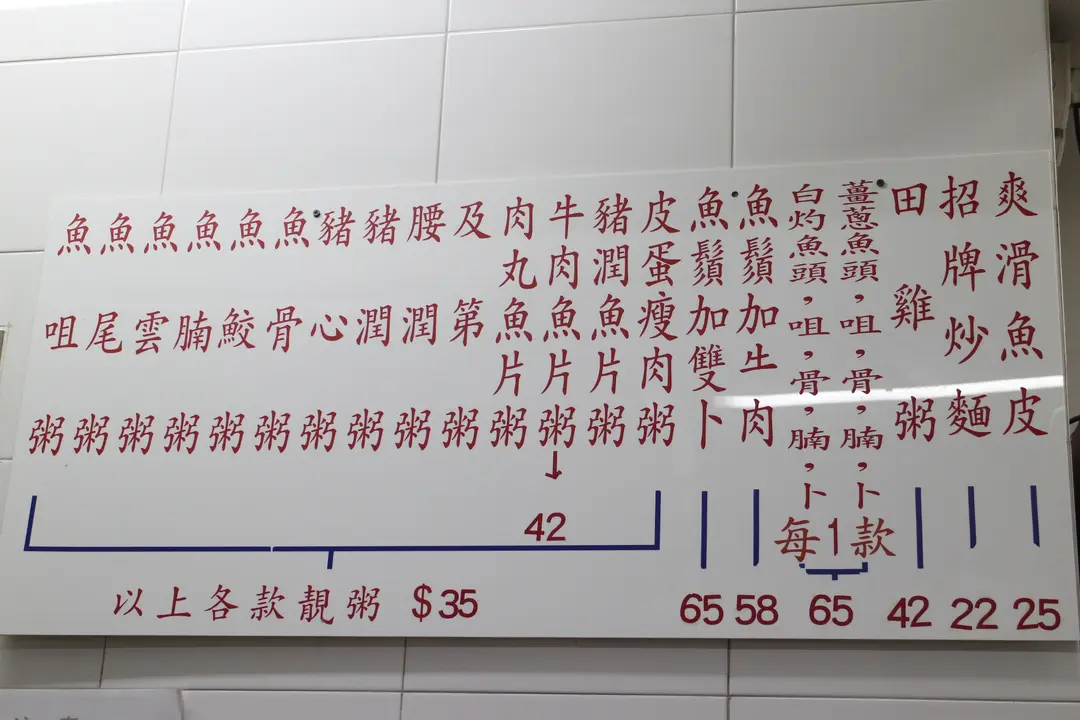 爽滑魚皮
25
招牌炒麵
22
田雞粥
42
薑蔥魚頭，咀，骨，腩，卜
白灼魚頭，咀，骨，腩，卜
每1款
65
魚鬚加生肉
58
魚鬚加雙卜
65
皮蛋瘦肉粥
豬潤魚片粥
牛肉魚片粥
42
肉丸魚片粥
及第粥
腰潤粥
豬潤粥
豬心粥
魚骨粥
魚鮫粥
魚腩粥
魚雲粥
魚尾粥
魚咀粥
以上各款靚粥 $35